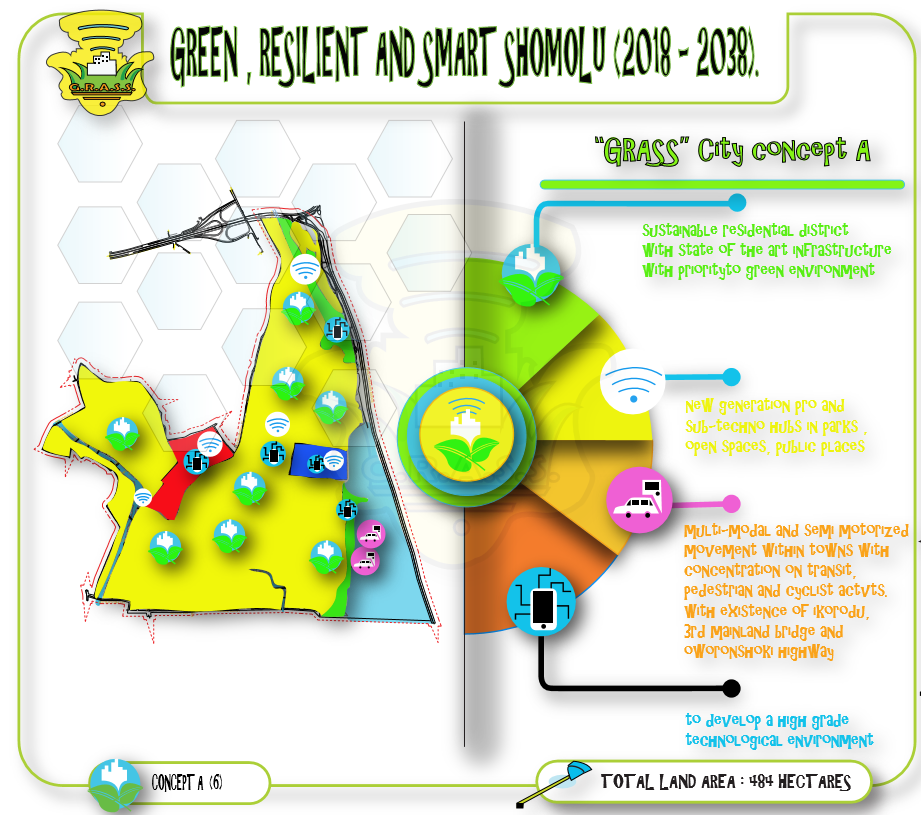 G.R.A.S.S.
GREEN , RESILIENT AND SMART SHOMOLU (2018 - 2038).
"GRASS" City concept A
Sustainable residential district
With state of the art infrastructure
With priorityto green environment
New generation pro and
Sub-techno Hubs in parks ,
open spaces, public places
Multi-modal and semi motorized
movement within towns with
concentration on transit,
pedestrian and cyclist actvts.
With existence of ikorodu,
3rd mainland bridge and
oworonshoki highway
to develop a high grade
technological environment
CONCEPT A (6)
TOTAL LAND AREA : 484 HECTARES